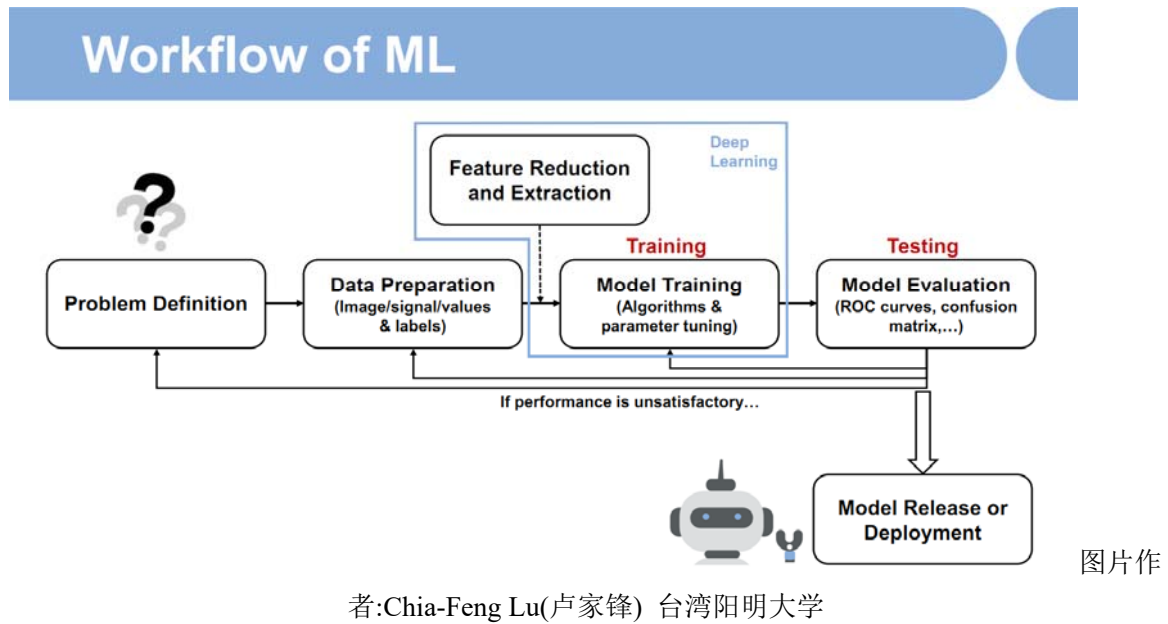 Workflow of ML
Deep
Learning
Feature Reduction
and Extraction
Training
Testing
Problem Definition
Data Preparation
(Image/signal/values
& labels)
Model Training
(Algorithms &
parameter tuning)
Model Evaluation
(ROC curves, confusion
matrix,…)
If performance is unsatisfactory…
Model Release or
Deployment
图片作
者:Chia-Feng Lu(卢家锋) 台湾阳明大学